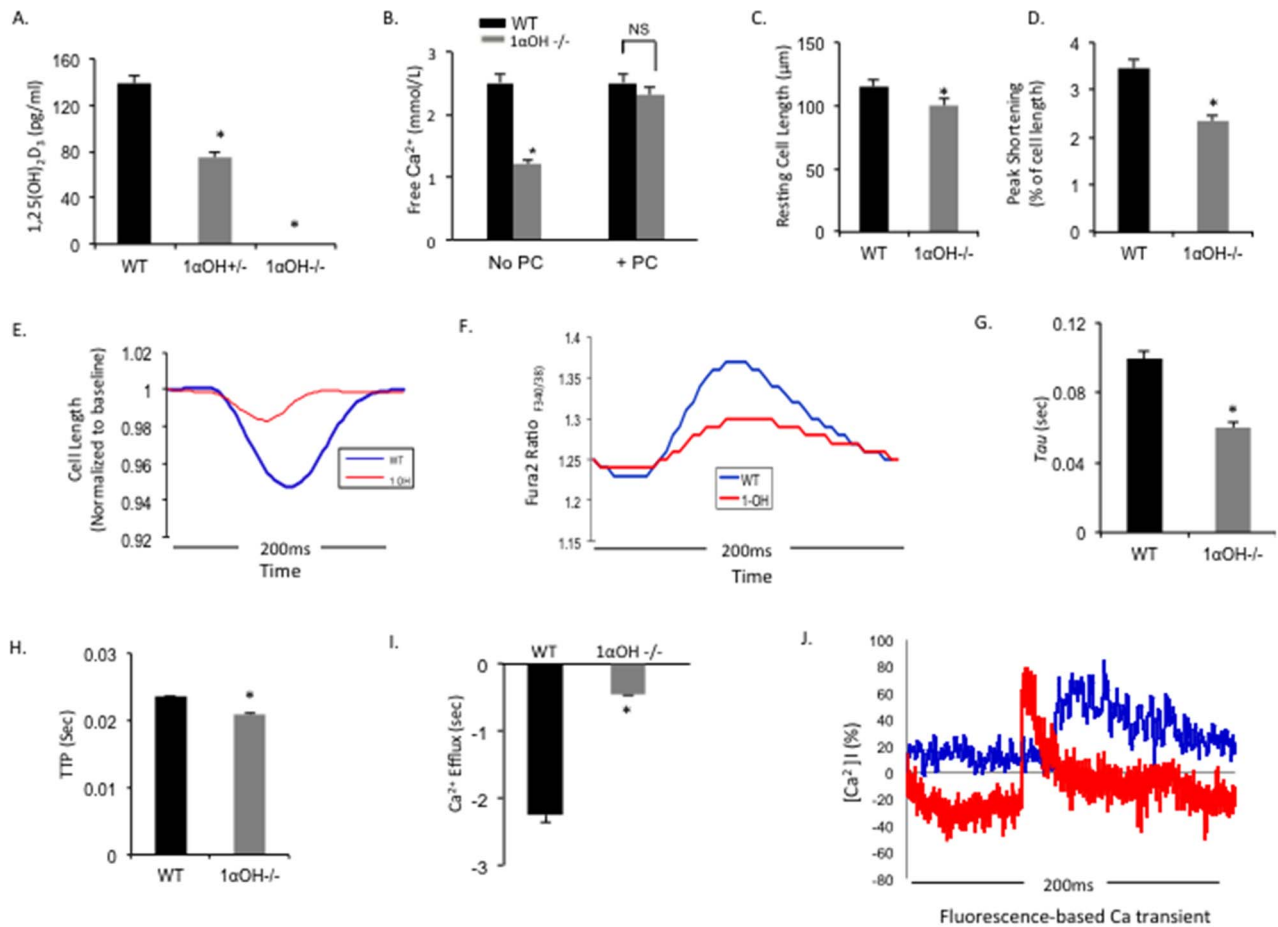 A.
1,25(OH)2D3 (pg/ml)
160
120
80
40
0
*
*
WT
1αOH+/-
1αOH-/-
B.
WT
1αOH -/-
Free Ca2+ (mmol/L)
3
2
1
0
*
NS
No PC
+ PC
C.
Resting Cell Length (μm)
150
100
50
0
*
WT
1αOH-/-
D.
Peak Shortening
(% of cell length)
4
3
2
1
0
*
WT
1αOH-/-
E.
Cell Length
(Normalized to baseline)
1.02
1
0.98
0.96
0.94
0.92
WT
1-OH
200ms
Time
F.
Fura2 Ratio F340/38)
1.4
1.35
1.3
1.25
1.2
1.15
WT
1-OH
200ms
Time
G.
Tau (sec)
0.12
0.08
0.04
0
*
WT
1αOH-/-
H.
TTP (Sec)
0.03
0.02
0.01
0
*
WT
1αOH-/-
I.
WT
1αOH -/-
Ca2+ Efflux (sec)
0
-1
-2
-3
*
J.
[Ca2 ]I (%)
100
80
60
40
20
0
-20
-40
-60
-80
200ms
Fluorescence-based Ca transient